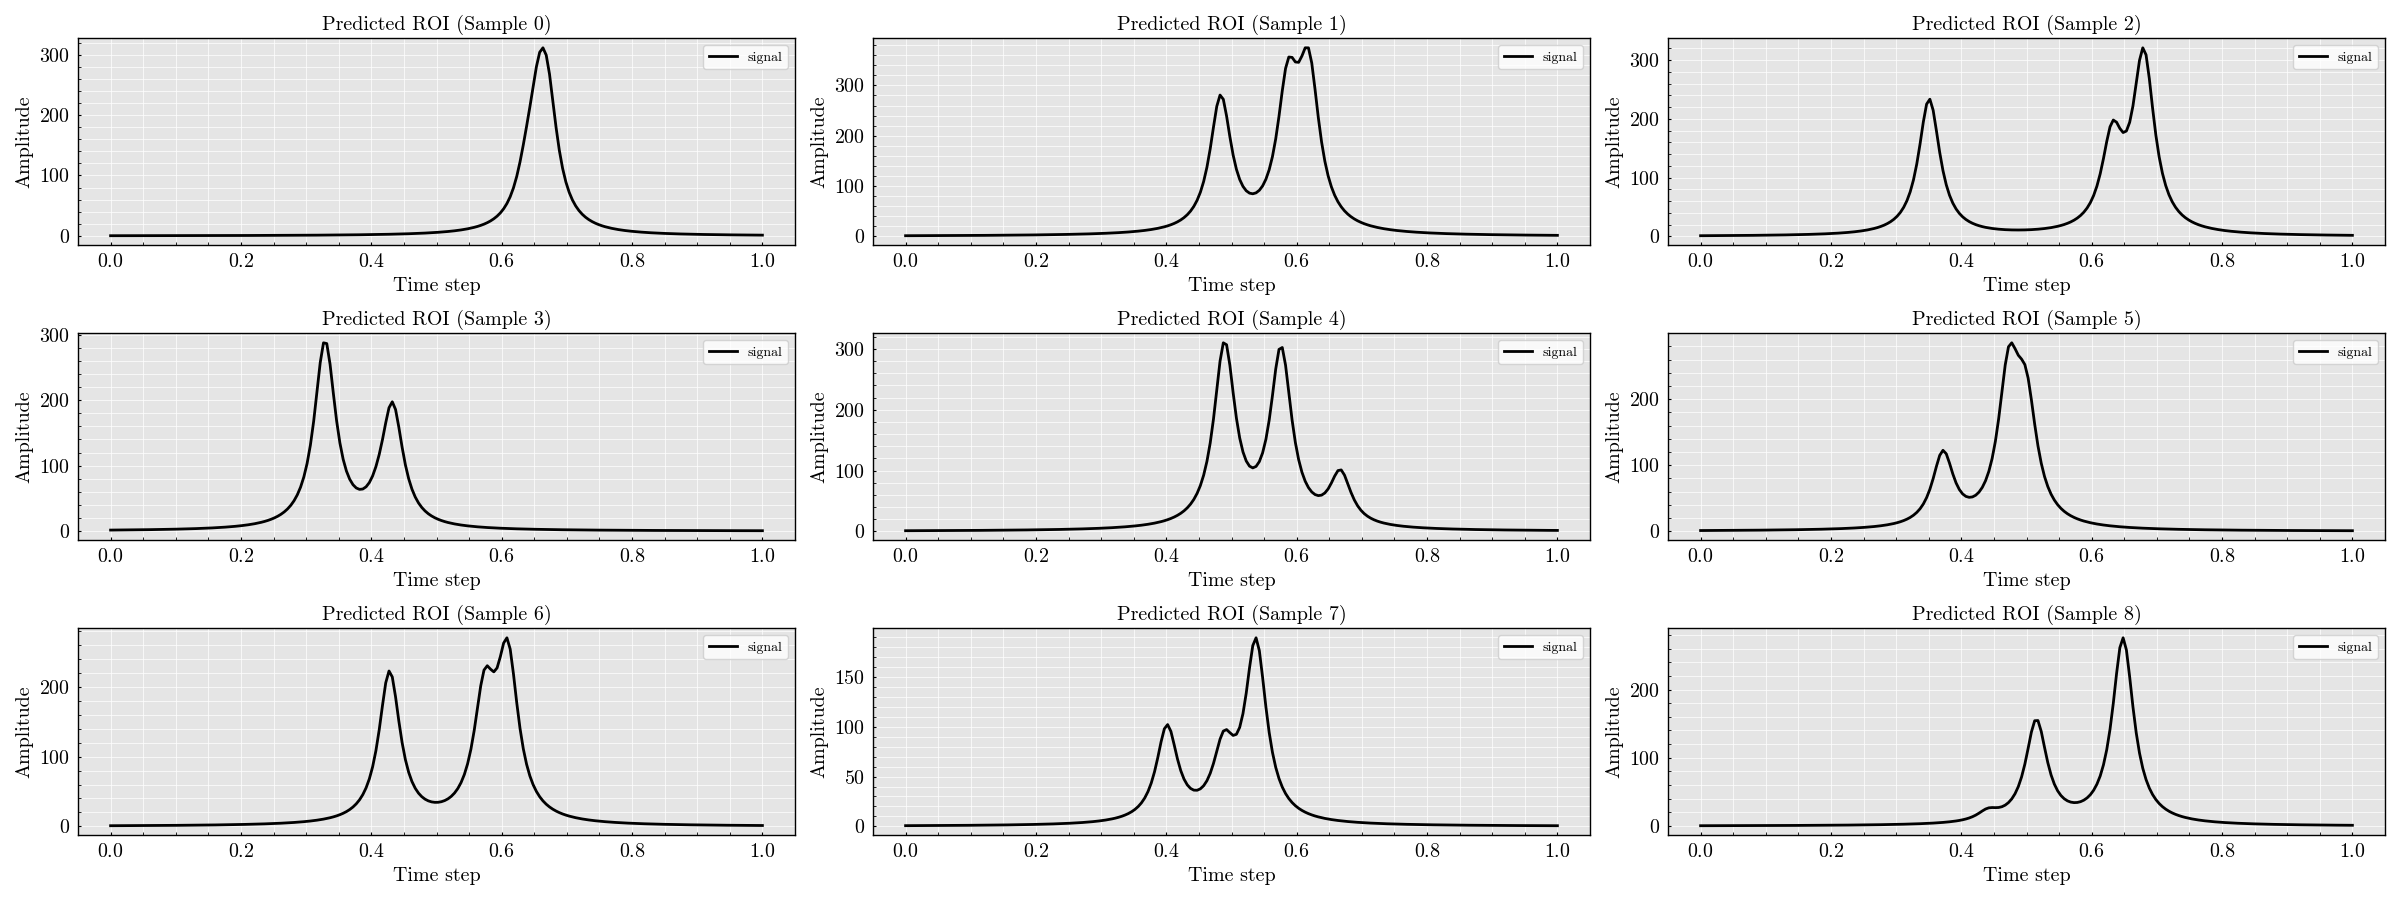 Predicted ROI (Sample 0)
signal
Amplitude
300
200
100
0
0.0 0.2 0.4 0.6 0.8 1.0
Time step
Predicted ROI (Sample 1)
signal
Amplitude
300
200
100
0
0.0 0.2 0.4 0.6 0.8 1.0
Time step
Predicted ROI (Sample 2)
signal
Amplitude
300
200
100
0
0.0 0.2 0.4 0.6 0.8 1.0
Time step
Predicted ROI (Sample 3)
signal
Amplitude
300
200
100
0
0.0 0.2 0.4 0.6 0.8 1.0
Time step
Predicted ROI (Sample 4)
signal
Amplitude
300
200
100
0
0.0 0.2 0.4 0.6 0.8 1.0
Time step
Predicted ROI (Sample 5)
signal
Amplitude
200
100
0
0.0 0.2 0.4 0.6 0.8 1.0
Time step
Predicted ROI (Sample 6)
signal
Amplitude
200
100
0
0.0 0.2 0.4 0.6 0.8 1.0
Time step
Predicted ROI (Sample 7)
signal
Amplitude
150
100
50
0
0.0 0.2 0.4 0.6 0.8 1.0
Time step
Predicted ROI (Sample 8)
signal
Amplitude
200
100
0
0.0 0.2 0.4 0.6 0.8 1.0
Time step